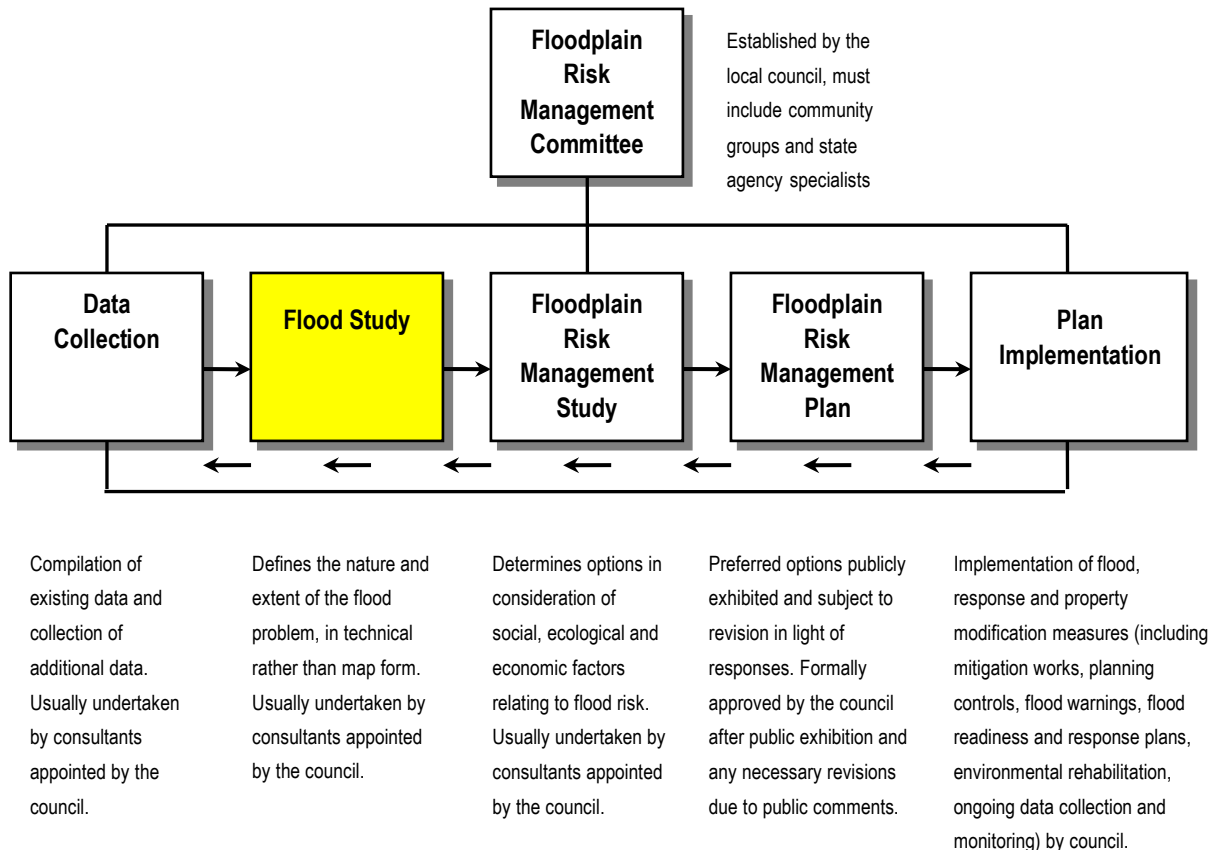 Floodplain
Risk
Management
Committee
Established by the
local council, must
include community
groups and state
agency specialists
Data
Collection
Flood Study
Floodplain
Risk
Management
Study
Floodplain
Risk
Management
Plan
Plan
Implementation
Compilation of
existing data and
collection of
additional data.
Usually undertaken
by consultants
appointed by the
council.
Defines the nature and
extent of the flood
problem, in technical
rather than map form.
Usually undertaken by
consultants appointed
by the council.
Determines options in
consideration of
social, ecological and
economic factors
relating to flood risk.
Usually undertaken by
consultants appointed
by the council.
Preferred options publicly
exhibited and subject to
revision in light of
responses. Formally
approved by the council
after public exhibition and
any necessary revisions
due to public comments.
Implementation of flood,
response and property
modification measures (including
mitigation works, planning
controls, flood warnings, flood
readiness and response plans,
environmental rehabilitation,
ongoing data collection and
monitoring) by council.